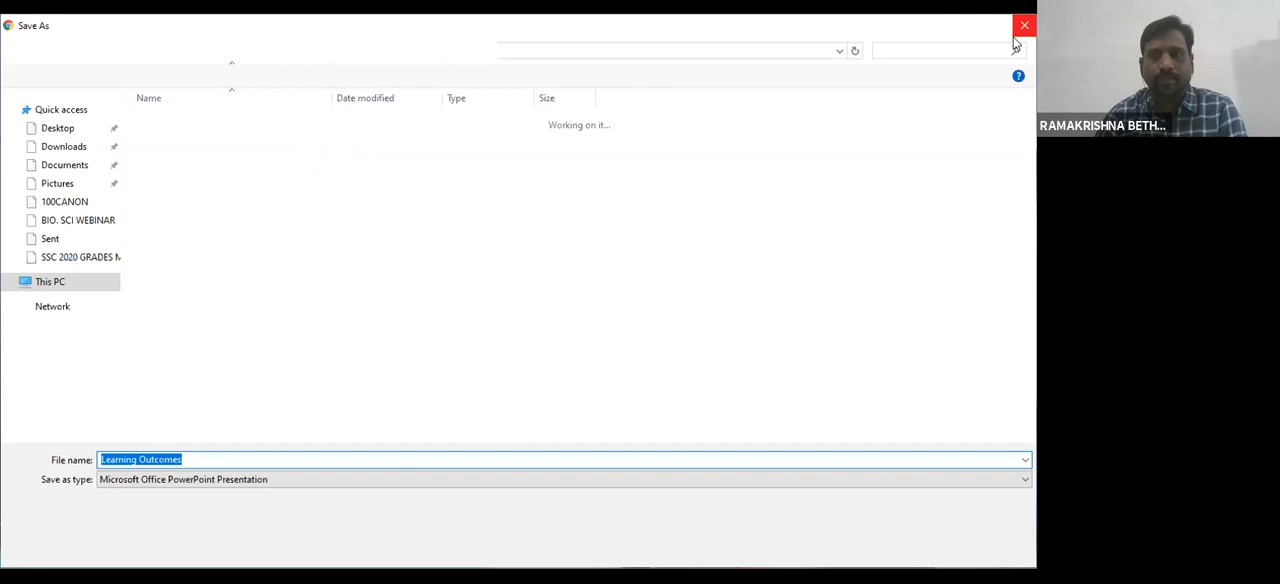 Save As
Name
Date modified
Type
Size
Working on it...
Quick access
Desktop
Downloads
Documents
Pictures
100CANON
BIO. SCI WEBINAR
Sent
SSC 2020 GRADES M
This PC
Network
File name: Learning Outcomes
Save as type: Microsoft Office PowerPoint Presentation
RAMAKRISHNA BETH...